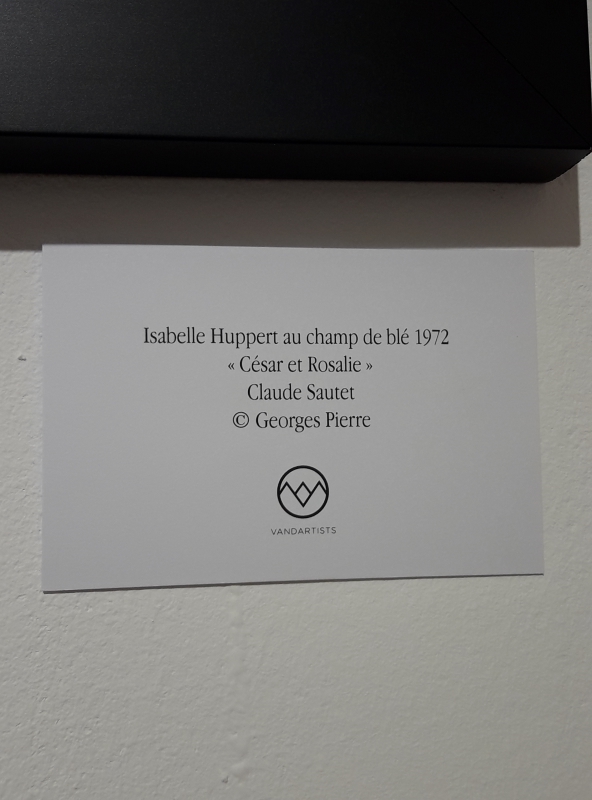 Isabelle Huppert au champ de blé 1972
« César et Rosalie »
Claude Sautet
© Georges Pierre
VANDARTISTS